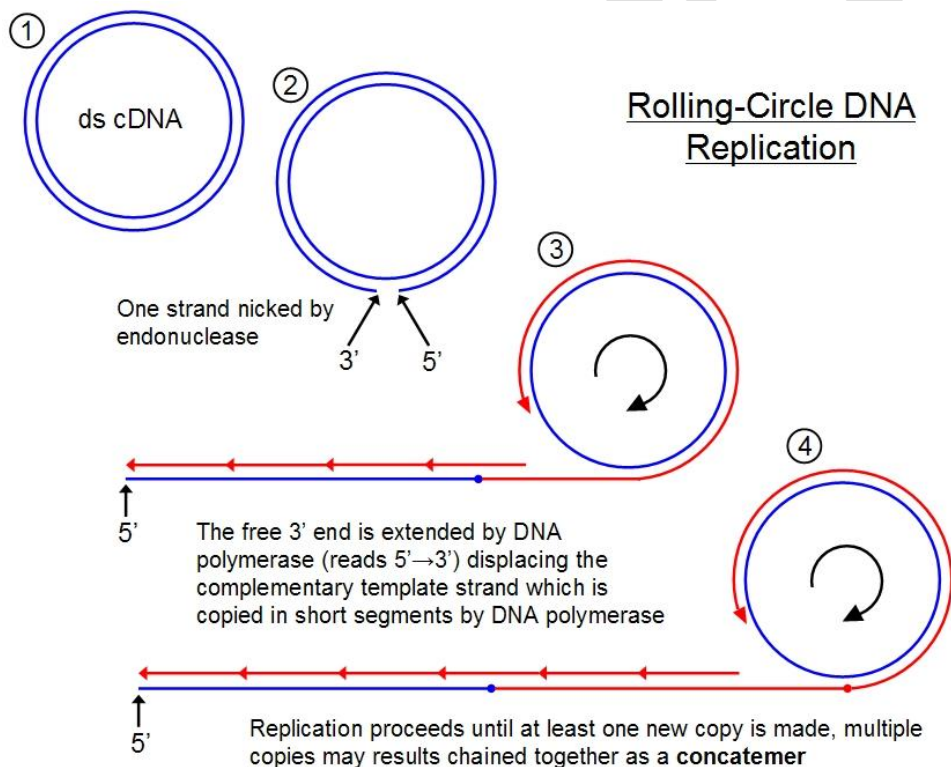 ①
ds cDNA
②
Rolling-Circle DNA
Replication
One strand nicked by
endonuclease
3’
5’
③
5’
The free 3’ end is extended by DNA
polymerase (reads 5’→3’) displacing the
complementary template strand which is
copied in short segments by DNA polymerase
④
5’
Replication proceeds until at least one new copy is made, multiple
copies may results chained together as a concatemer